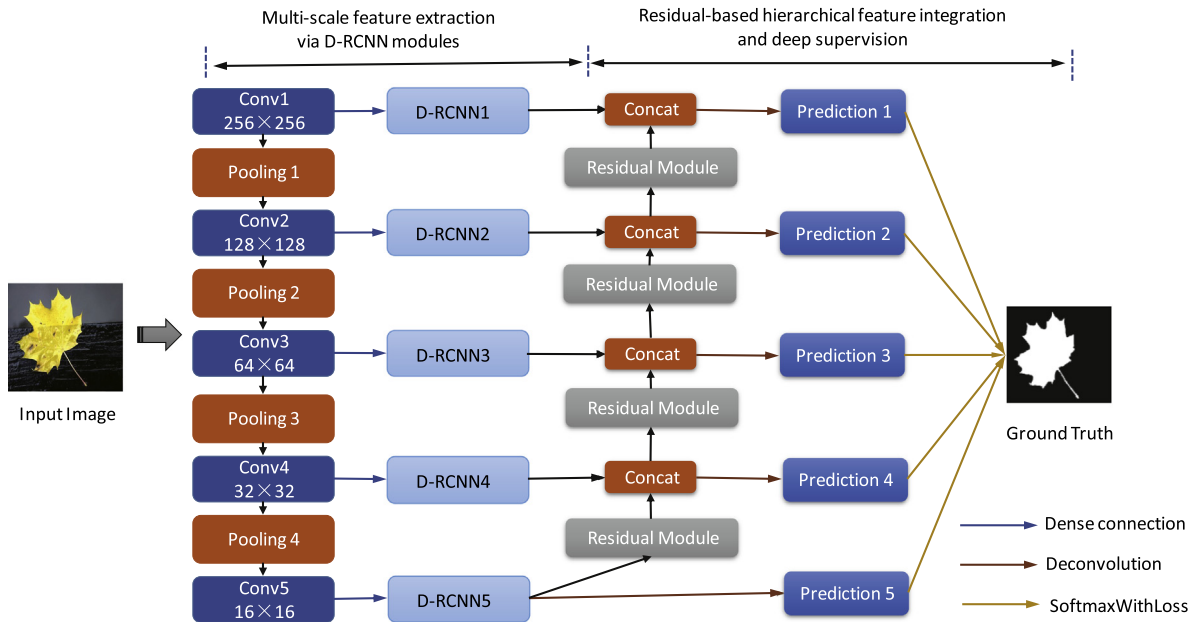 Multi-scale feature extraction
via D-RCNN modules
Residual-based hierarchical feature integration
and deep supervision
Conv1
256×256
D-RCNN1
Concat
Prediction 1
Pooling 1
Residual Module
Conv2
128×128
D-RCNN2
Concat
Prediction 2
Pooling 2
Residual Module
Conv3
64×64
D-RCNN3
Concat
Prediction 3
Input Image
Pooling 3
Residual Module
Ground Truth
Conv4
32×32
D-RCNN4
Concat
Prediction 4
Pooling 4
Residual Module
Conv5
16×16
D-RCNN5
Prediction 5
Dense connection
Deconvolution
SoftmaxWithLoss